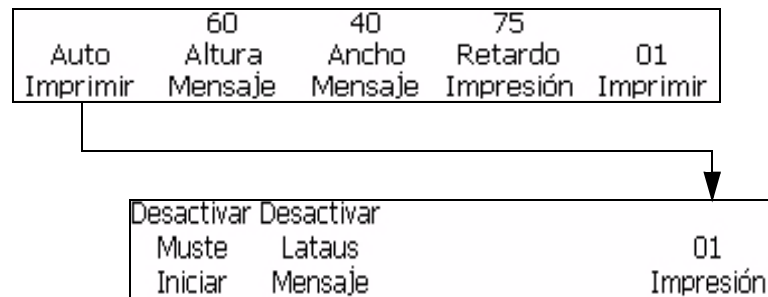 60 40 75
Auto Altura Ancho Retardo 01
Imprimir Mensaje Mensaje Impresión Imprimir
Desactivar Desactivar
Muste Lataus 01
Iniciar Mensaje Impresión